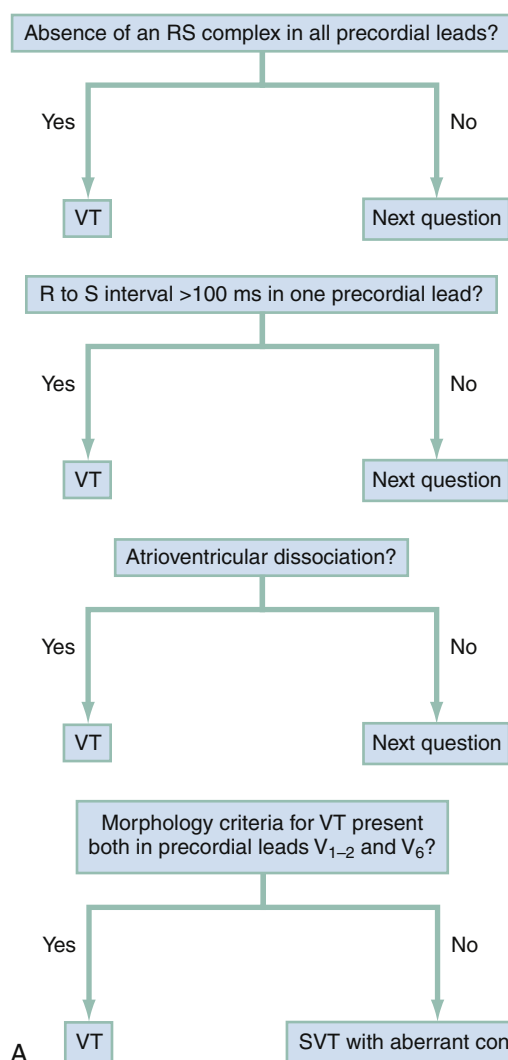 Absence of an RS complex in all precordial leads?
Yes
No
VT
Next question
R to S interval >100 ms in one precordial lead?
Yes
No
VT
Next question
Atrioventricular dissociation?
Yes
No
VT
Next question
Morphology criteria for VT present
both in precordial leads V₁₋₂ and V₆?
Yes
No
VT
SVT with aberrant con
A